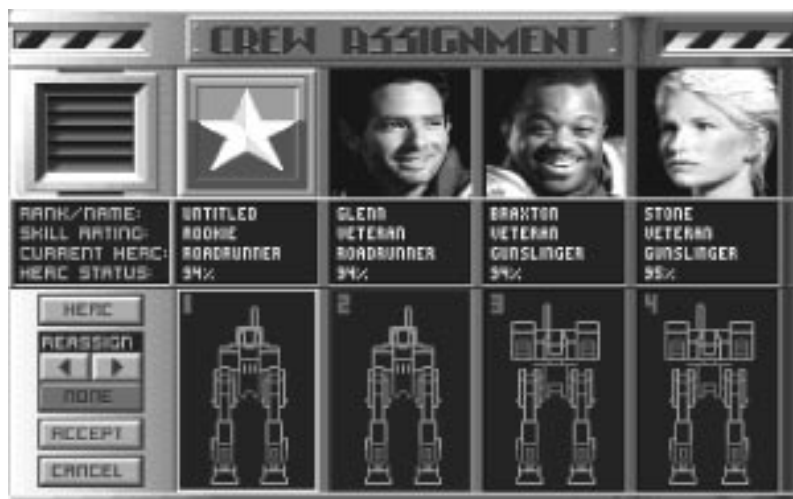 CREW ASSIGNMENT
RANK/NAME: UNTITLED GLENN BRAXTON STONE
SKILL RATING: ROOKIE VETERAN VETERAN VETERAN
CURRENT HERC: ROADRUNNER ROADRUNNER GUNSLINGER GUNSLINGER
HERC STATUS: 94% 94% 94% 95%
1 2 3 4
HERC
REASSIGN
NONE
ACCEPT
CANCEL